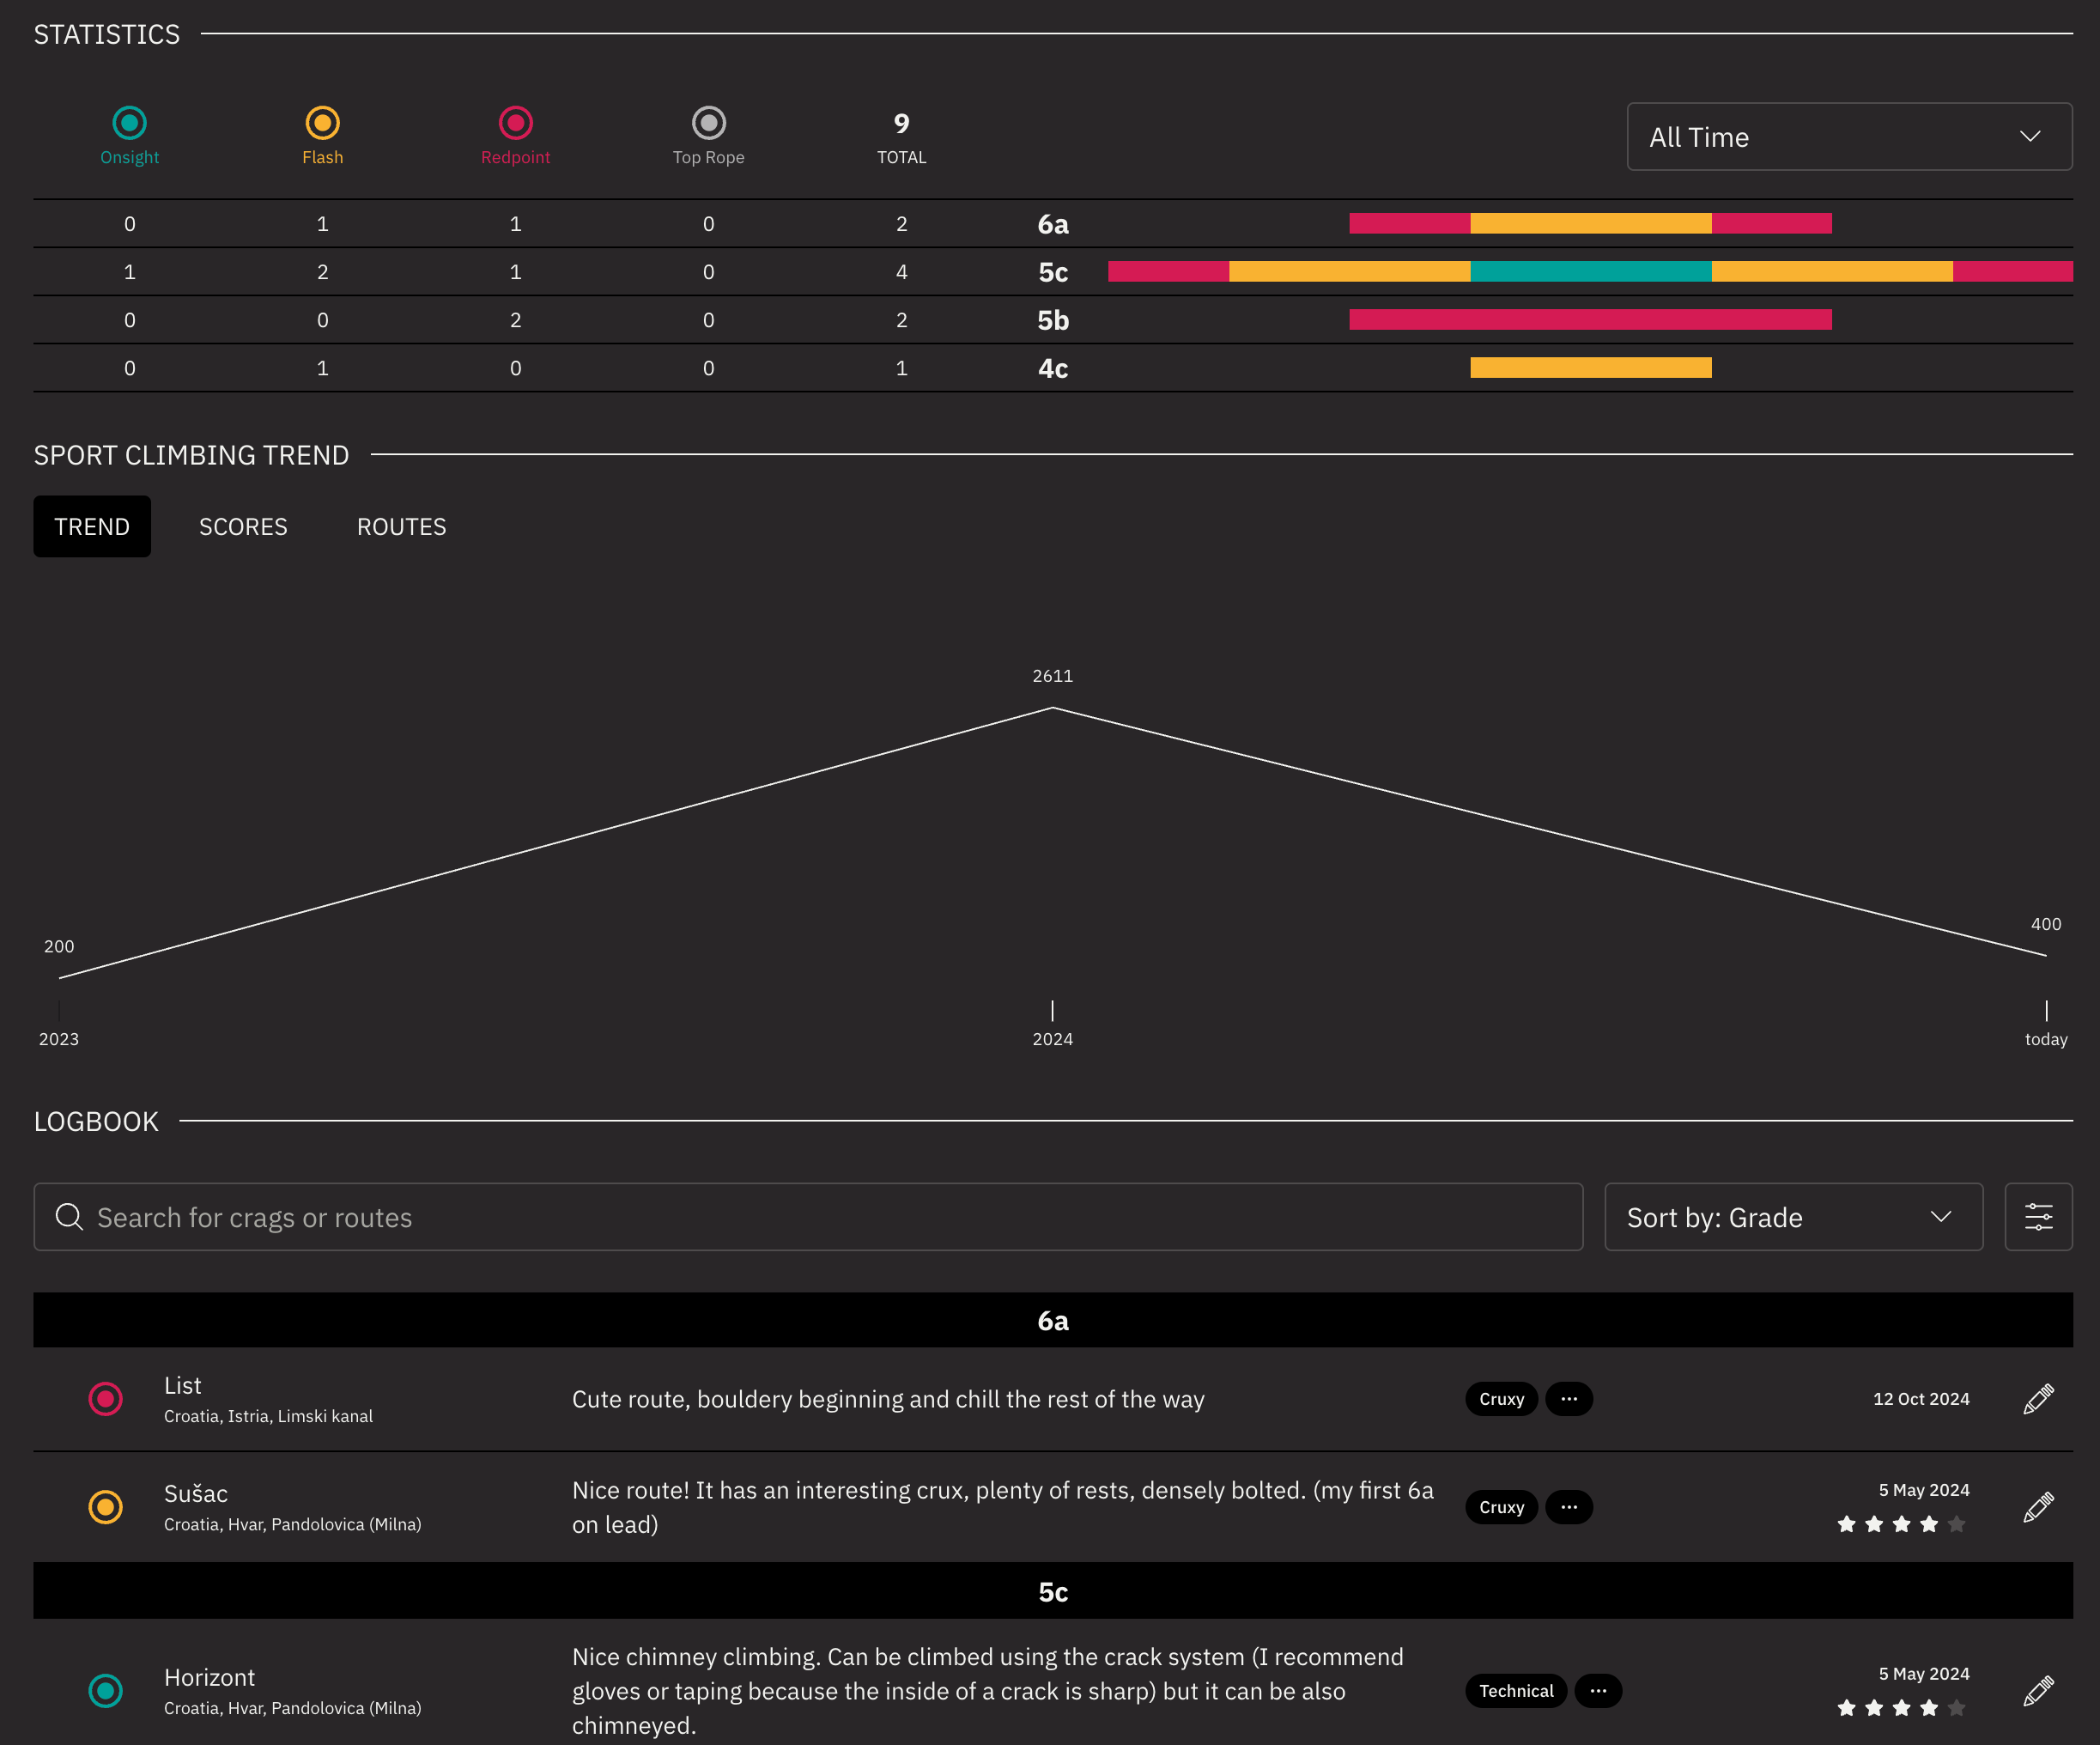 STATISTICS
Onsight Flash Redpoint Top Rope 9 TOTAL All Time
0 1 1 0 2 6a
1 2 1 0 4 5c
0 0 2 0 2 5b
0 1 0 0 1 4c
SPORT CLIMBING TREND
TREND SCORES ROUTES
2611
200
400
2023 2024 today
LOGBOOK
Search for crags or routes Sort by: Grade
6a
List
Croatia, Istria, Limski kanal
Cute route, bouldery beginning and chill the rest of the way
Cruxy ...
12 Oct 2024
Sušac
Croatia, Hvar, Pandolovica (Milna)
Nice route! It has an interesting crux, plenty of rests, densely bolted. (my first 6a
on lead)
Cruxy ...
5 May 2024
5c
Horizont
Croatia, Hvar, Pandolovica (Milna)
Nice chimney climbing. Can be climbed using the crack system (I recommend
gloves or taping because the inside of a crack is sharp) but it can be also
chimneyed.
Technical ...
5 May 2024